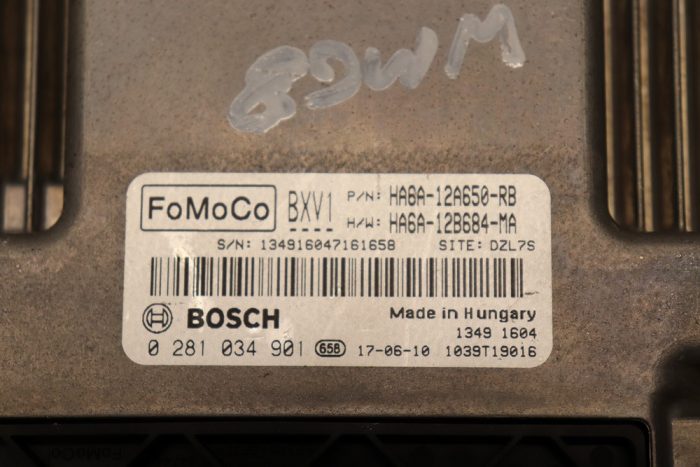 FoMoCo
BXV1
P/N: HA6A-12A650-RB
H/W: HA6A-12B684-MA
S/N: 134916047161658
SITE: DZL7S
BOSCH
Made in Hungary
1349 1604
0 281 034 901 658 17-06-10 1039T19016
FoMoCo